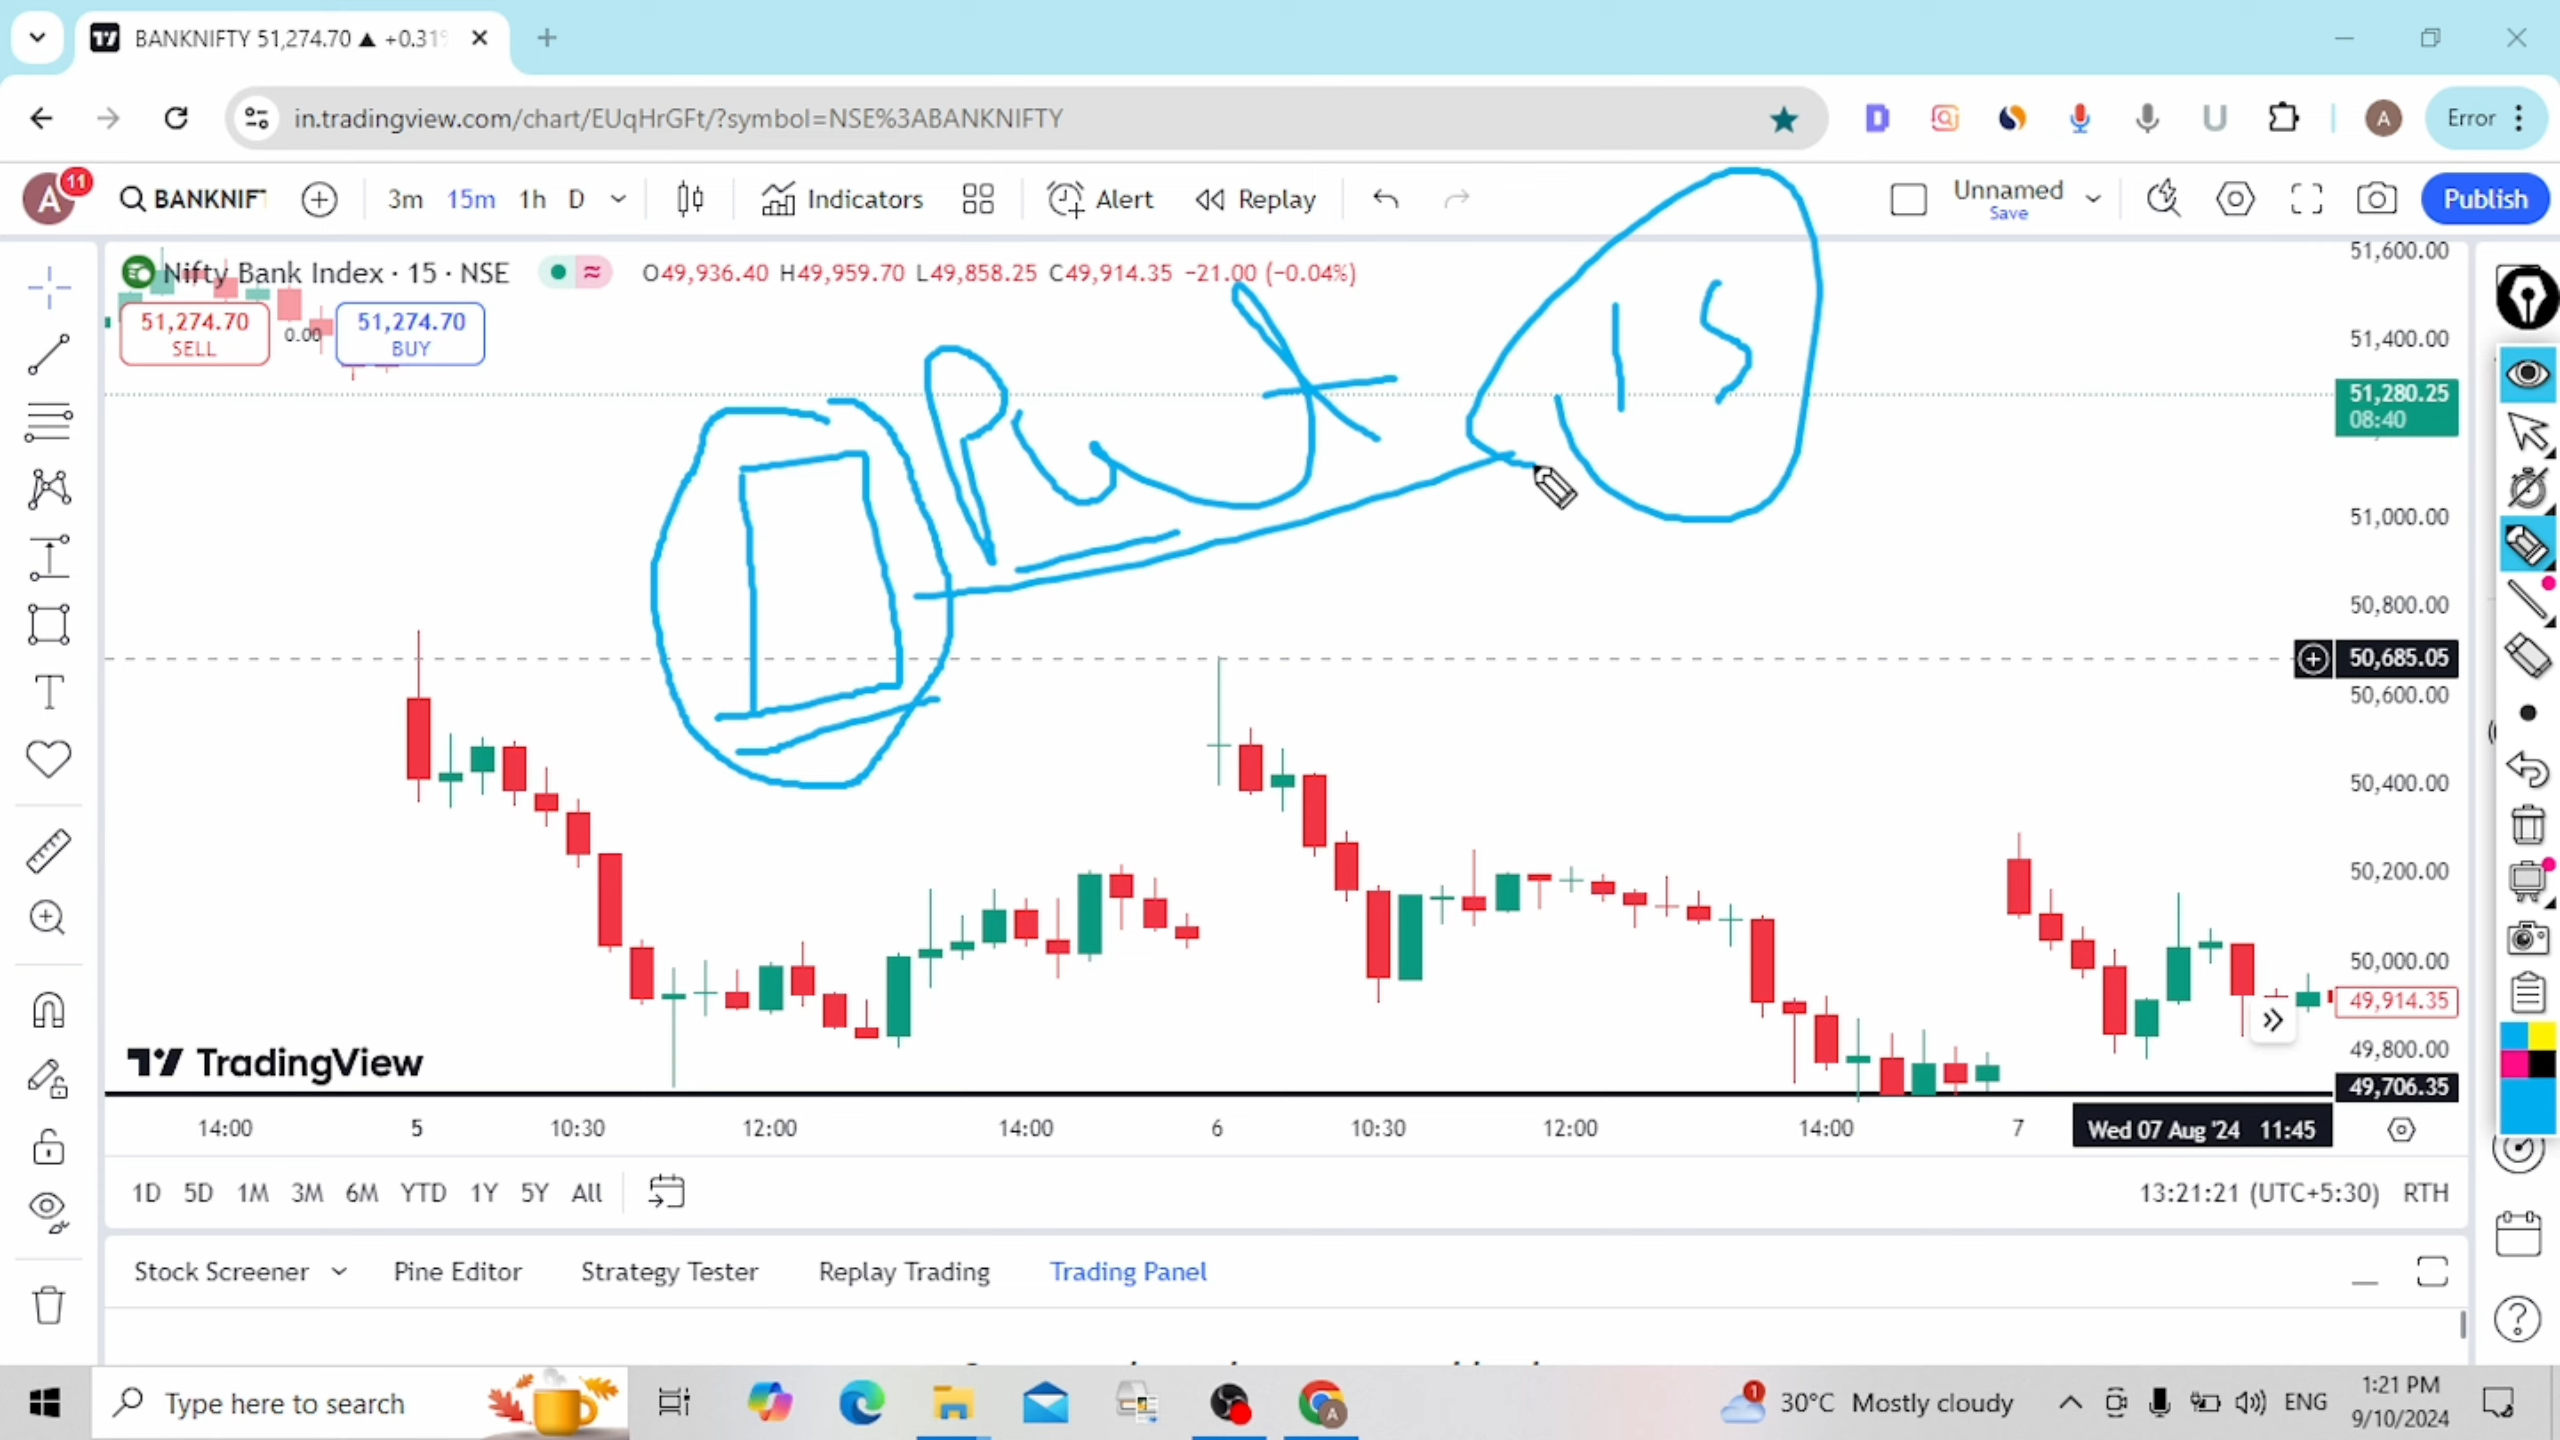 BANKNIFTY 51,274.70 ▲ +0.31%
in.tradingview.com/chart/EUqHrGFt/?symbol=NSE%3ABANKNIFTY
A
Error
A 11 BANKNIFT 3m 15m 1h D Indicators Alert Replay Unnamed Save Publish
Nifty Bank Index · 15 · NSE O49,936.40 H49,959.70 L49,858.25 C49,914.35 −21.00 (−0.04%)
51,274.70 SELL 0.00 51,274.70 BUY
51,600.00
51,400.00
51,280.25
08:40
51,000.00
50,800.00
50,685.05
50,600.00
50,400.00
50,200.00
50,000.00
49,914.35
49,800.00
49,706.35
Put
15
TradingView
14:00 5 10:30 12:00 14:00 6 10:30 12:00 14:00 7 Wed 07 Aug '24 11:45
1D 5D 1M 3M 6M YTD 1Y 5Y All 13:21:21 (UTC+5:30) RTH
Stock Screener Pine Editor Strategy Tester Replay Trading Trading Panel
Type here to search 1 30°C Mostly cloudy ENG 1:21 PM
9/10/2024